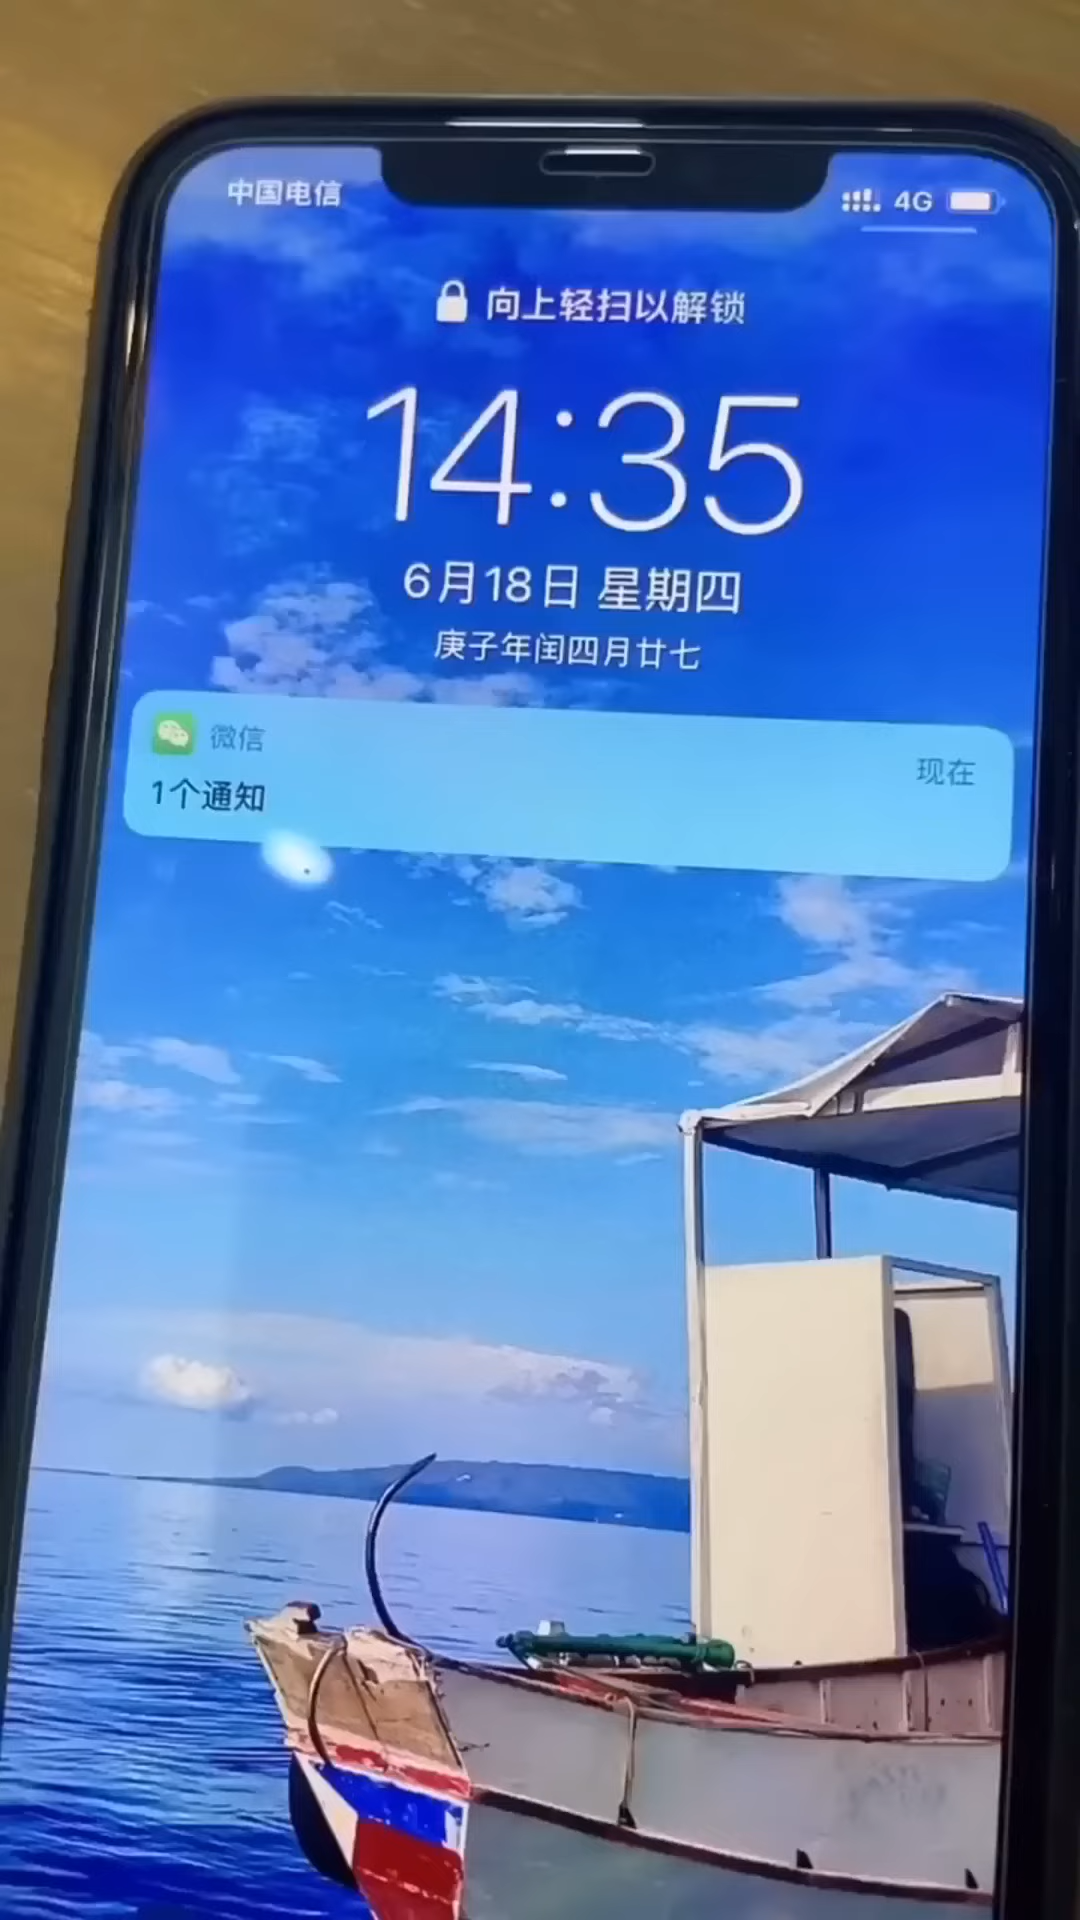 中国电信
4G
向上轻扫以解锁
14:35
6月18日 星期四
庚子年闰四月廿七
微信
现在
1个通知